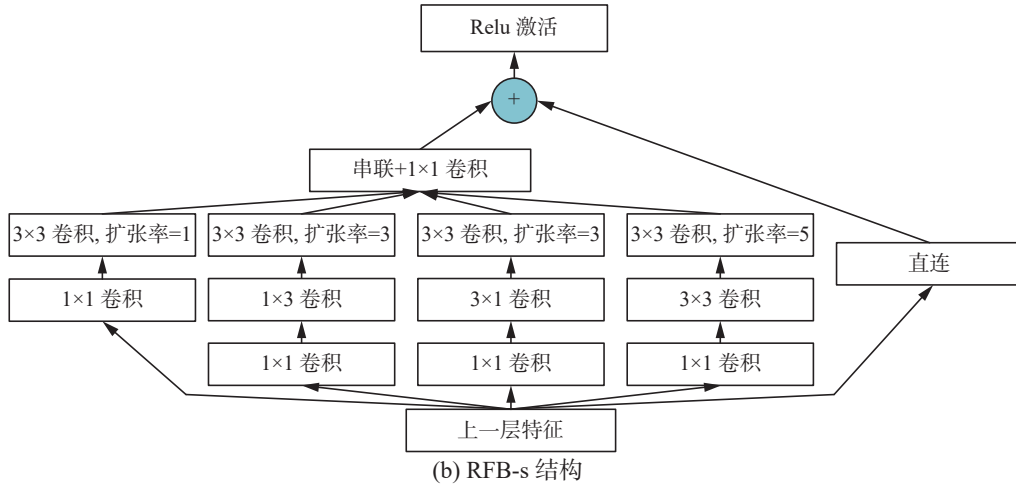 Relu 激活
+
串联+1×1 卷积
3×3 卷积, 扩张率=1
3×3 卷积, 扩张率=3
3×3 卷积, 扩张率=3
3×3 卷积, 扩张率=5
直连
1×1 卷积
1×3 卷积
3×1 卷积
3×3 卷积
1×1 卷积
1×1 卷积
1×1 卷积
上一层特征
(b) RFB-s 结构